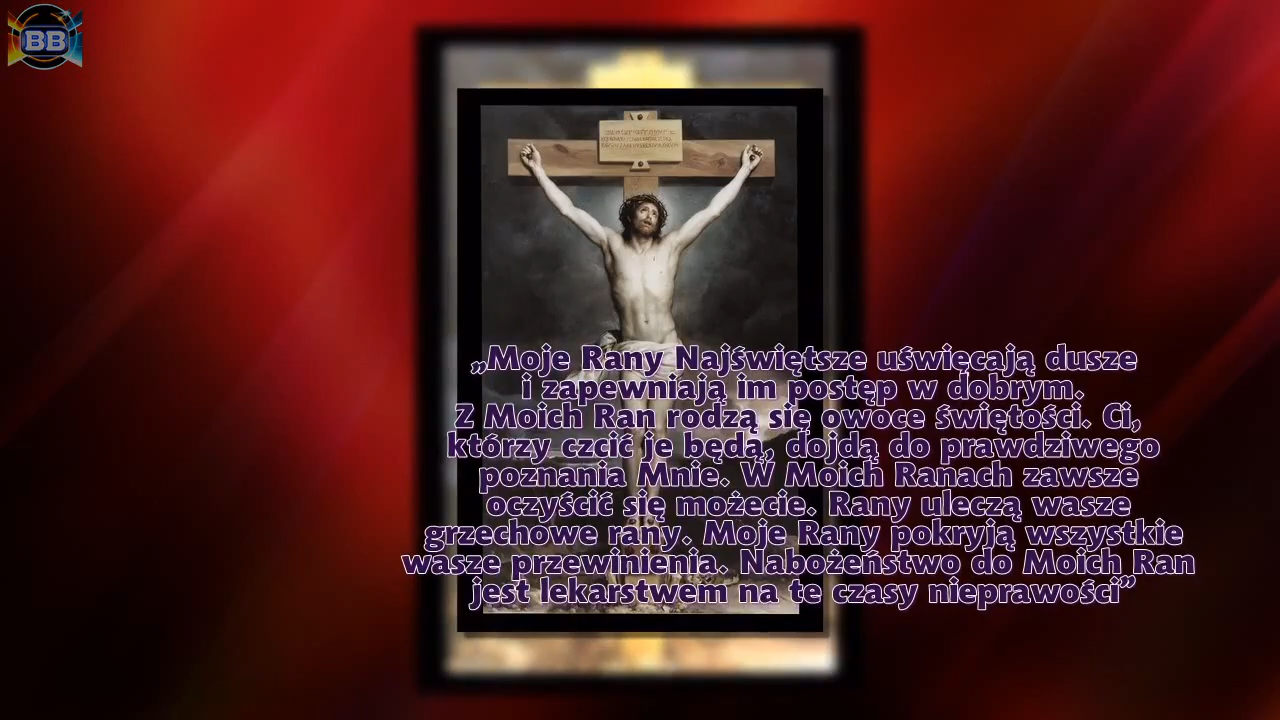 BB
„Moje Rany Najświętsze uświęcają dusze
i zapewniają im postęp w dobrym.
Z Moich Ran rodzą się owoce świętości. Ci,
którzy czcić je będą, dojdą do prawdziwego
poznania Mnie. W Moich Ranach zawsze
oczyścić się możecie. Rany uleczą wasze
grzechowe rany. Moje Rany pokryją wszystkie
wasze przewinienia. Nabożeństwo do Moich Ran
jest lekarstwem na te czasy nieprawości”